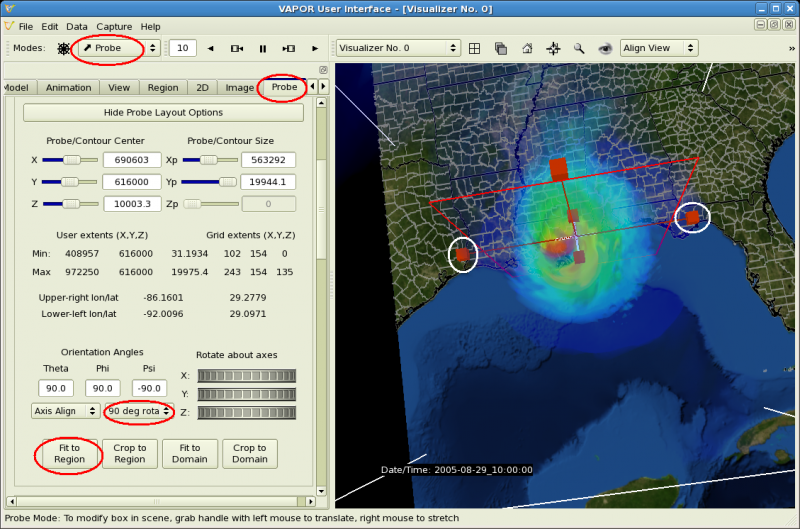 VAPOR User Interface - [Visualizer No. 0]
File Edit Data Capture Help
Modes: Probe 10 Visualizer No. 0 Align View »
Model Animation View Region 2D Image Probe
Hide Probe Layout Options
Probe/Contour Center Probe/Contour Size
X 690603 Xp 563292
Y 616000 Yp 19944.1
Z 10003.3 Zp 0
User extents (X,Y,Z) Grid extents (X,Y,Z)
Min: 408957 616000 31.1934 102 154 0
Max 972250 616000 19975.4 243 154 135
Upper-right lon/lat -86.1601 29.2779
Lower-left lon/lat -92.0096 29.0971
Orientation Angles Rotate about axes
Theta Phi Psi
X:
90.0 90.0 -90.0
Y:
Axis Align 90 deg rota Z:
Fit to Region Crop to Region Fit to Domain Crop to Domain
Date/Time: 2005-08-29_10:00:00
Probe Mode: To modify box in scene, grab handle with left mouse to translate, right mouse to stretch